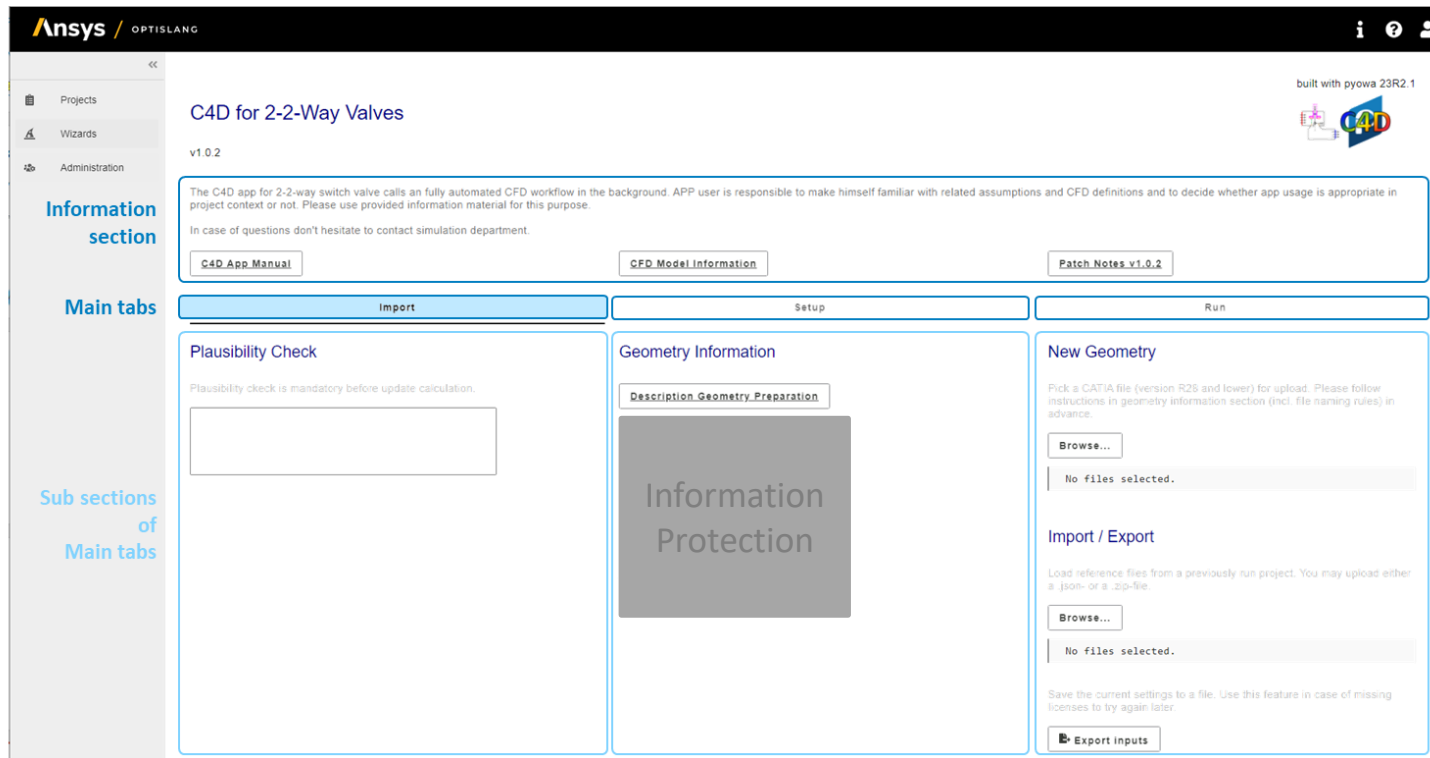 Ansys / OPTISLANG
«
Projects
Wizards
Administration
built with pyowa 23R2.1
C4D for 2-2-Way Valves
C4D
v1.0.2
Information
section
The C4D app for 2-2-way switch valve calls an fully automated CFD workflow in the background. APP user is responsible to make himself familiar with related assumptions and CFD definitions and to decide whether app usage is appropriate in
project context or not. Please use provided information material for this purpose.
In case of questions don't hesitate to contact simulation department.
C4D App Manual
CFD Model Information
Patch Notes v1.0.2
Main tabs
Import
Setup
Run
Sub sections
of
Main tabs
Plausibility Check
Plausibility ckeck is mandatory before update calculation.
Geometry Information
Description Geometry Preparation
Information
Protection
New Geometry
Pick a CATIA file (version R26 and lower) for upload. Please follow
instructions in geometry information section (incl. file naming rules) in
advance.
Browse...
No files selected.
Import / Export
Load reference files from a previously run project. You may upload either
a .json- or a .zip-file.
Browse...
No files selected.
Save the current settings to a file. Use this feature in case of missing
licenses to try again later.
Export inputs